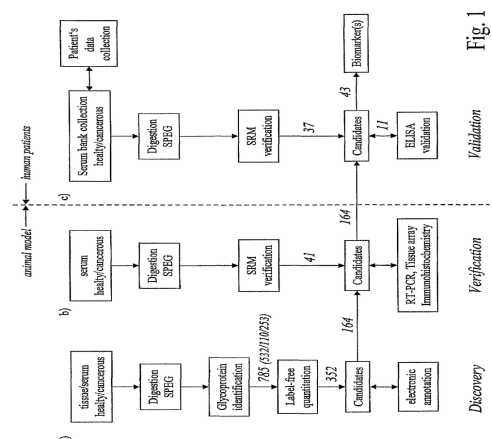 animal model
human patients
)
tissue/serum
healty/cancerous
Digestion
SPEG
Glycoprotein
identification
785 (532/110/253)
Label-free
quantitation
352
Candidates
electronic
annotation
Discovery
164
b)
serum
healty/cancerous
Digestion
SPEG
SRM
verification
41
Candidates
RT-PCR, Tissue array
Immunohistochemistry
Verification
164
c)
Serum bank collection
healty/cancerous
Patient's
data
collection
Digestion
SPEG
SRM
verification
37
Candidates
43
Biomarker(s)
11
ELISA
validation
Validation
Fig. 1